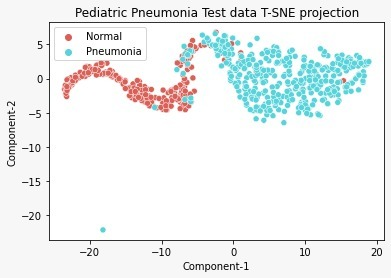 Pediatric Pneumonia Test data T-SNE projection
Normal
Pneumonia
Component-2
5
0
−5
−10
−15
−20
−20
−10
0
10
20
Component-1